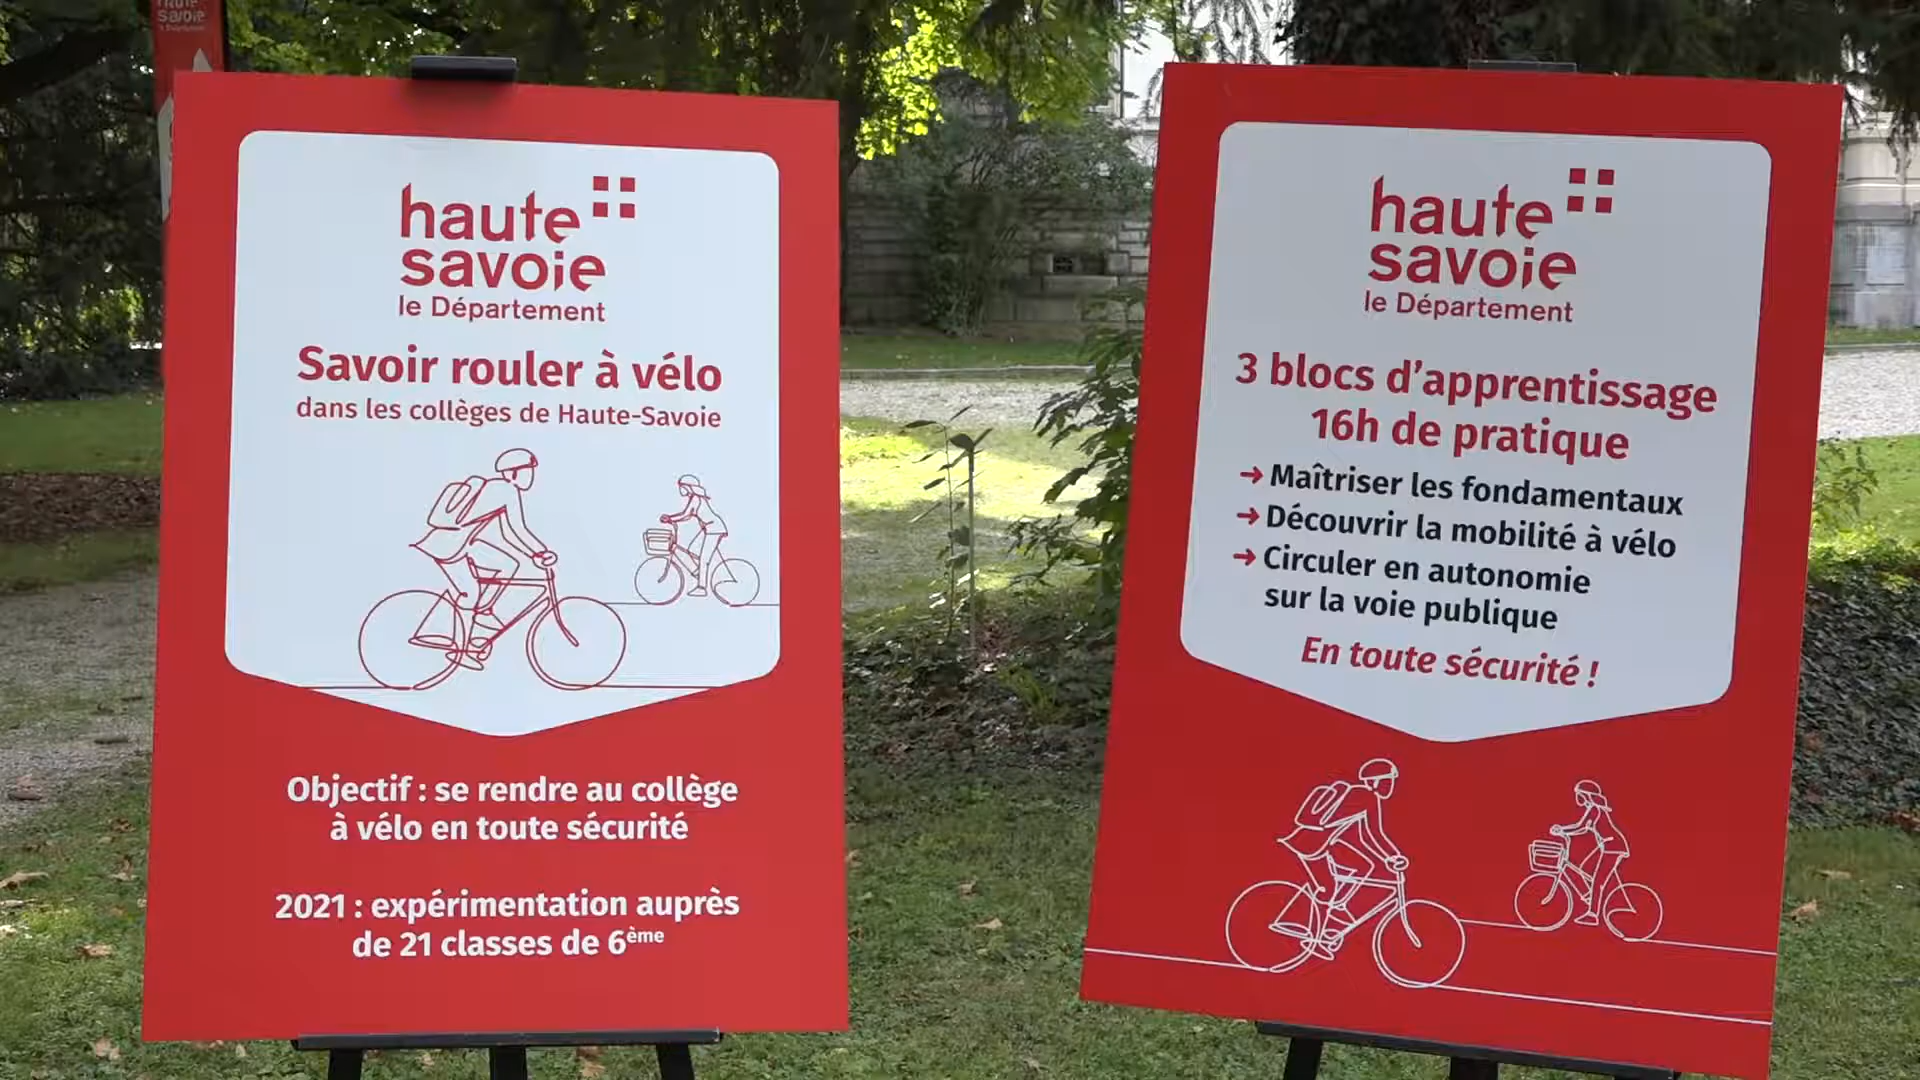 haute
savoie
haute
savoie
le Département
Savoir rouler à vélo
dans les collèges de Haute-Savoie
Objectif : se rendre au collège
à vélo en toute sécurité
2021 : expérimentation auprès
de 21 classes de 6ème
haute
savoie
le Département
3 blocs d’apprentissage
16h de pratique
→ Maîtriser les fondamentaux
→ Découvrir la mobilité à vélo
→ Circuler en autonomie
sur la voie publique
En toute sécurité !